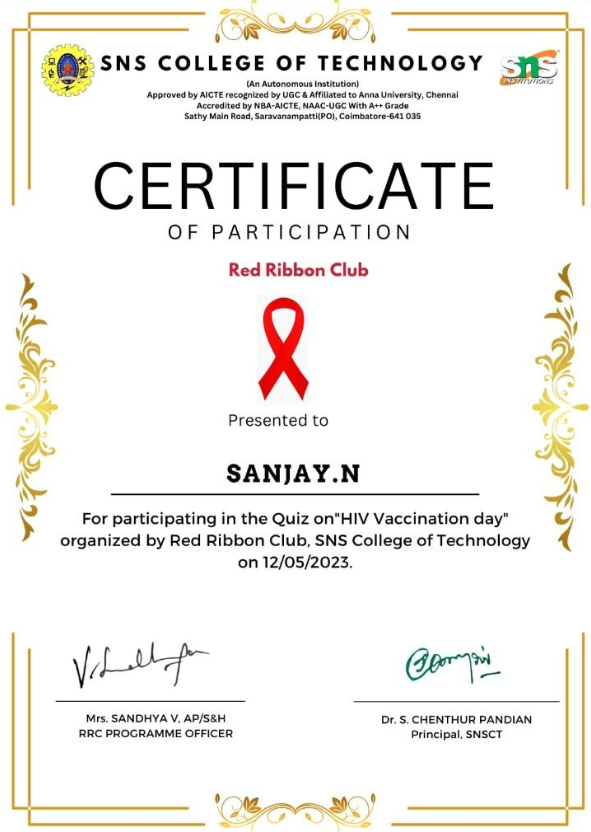 SNS COLLEGE OF TECHNOLOGY
(An Autonomous Institution)
Approved by AICTE recognized by UGC & Affiliated to Anna University, Chennai
Accredited by NBA-AICTE, NAAC-UGC With A++ Grade
Sathy Main Road, Saravanampatti(PO), Coimbatore-641 035
SNS
INSTITUTIONS
CERTIFICATE
OF PARTICIPATION
Red Ribbon Club
Presented to
SANJAY.N
For participating in the Quiz on"HIV Vaccination day"
organized by Red Ribbon Club, SNS College of Technology
on 12/05/2023.
Mrs. SANDHYA V, AP/S&H
RRC PROGRAMME OFFICER
Dr. S. CHENTHUR PANDIAN
Principal, SNSCT